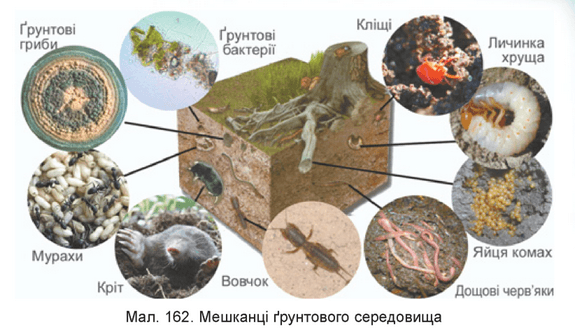 Ґрунтові
гриби
Ґрунтові
бактерії
Кліщі
Личинка
хруща
Мурахи
Кріт
Вовчок
Яйця комах
Дощові черв'яки
Мал. 162. Мешканці ґрунтового середовища